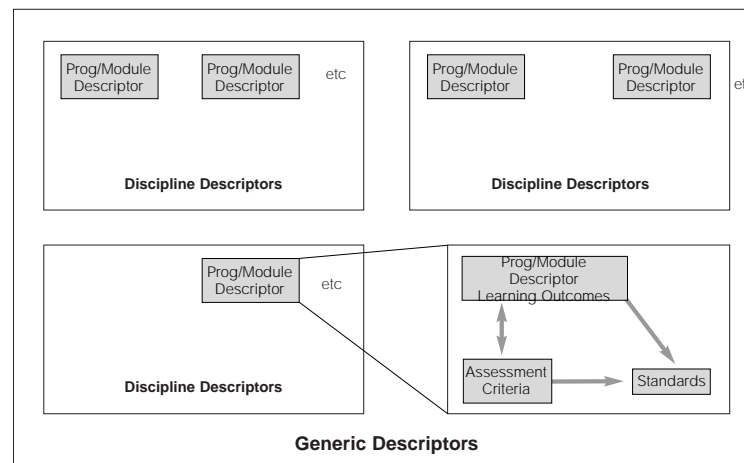 Prog/Module
Descriptor
Prog/Module
Descriptor
etc
Discipline Descriptors
Prog/Module
Descriptor
Prog/Module
Descriptor
et
Discipline Descriptors
Prog/Module
Descriptor
etc
Discipline Descriptors
Prog/Module
Descriptor
Learning Outcomes
Assessment
Criteria
Standards
Generic Descriptors